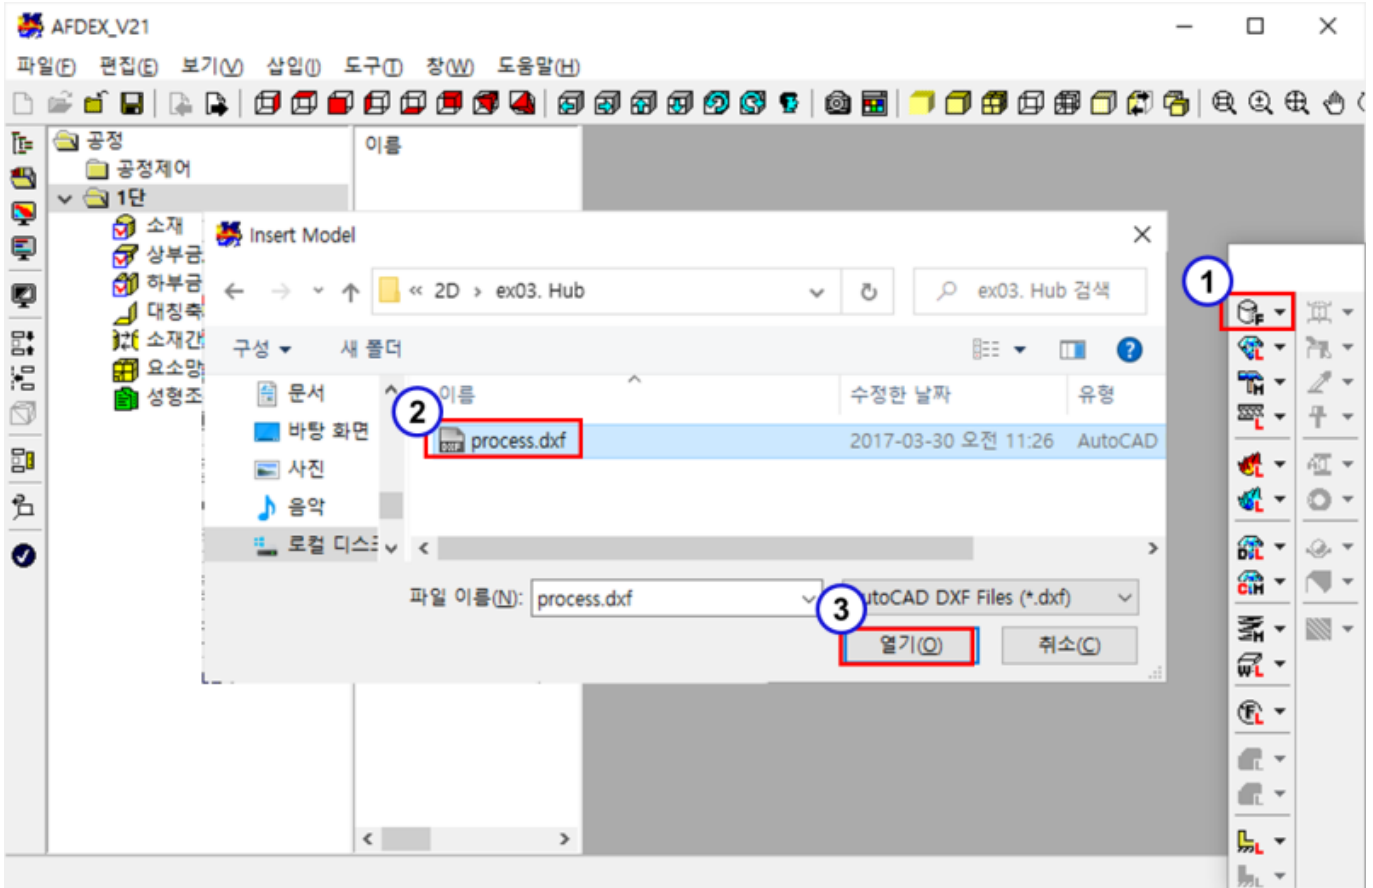 AFDEX_V21
파일(F) 편집(E) 보기(V) 삽입(I) 도구(T) 창(W) 도움말(H)
공정
이름
공정제어
1단
소재
상부금
하부금
대칭축
소재간
요소망
성형조
Insert Model
« 2D › ex03. Hub
ex03. Hub 검색
구성 새 폴더
문서
바탕 화면
사진
음악
로컬 디스크
이름 수정한 날짜 유형
process.dxf 2017-03-30 오전 11:26 AutoCAD
파일 이름(N): process.dxf
utoCAD DXF Files (*.dxf)
열기(O) 취소(C)
1
2
3